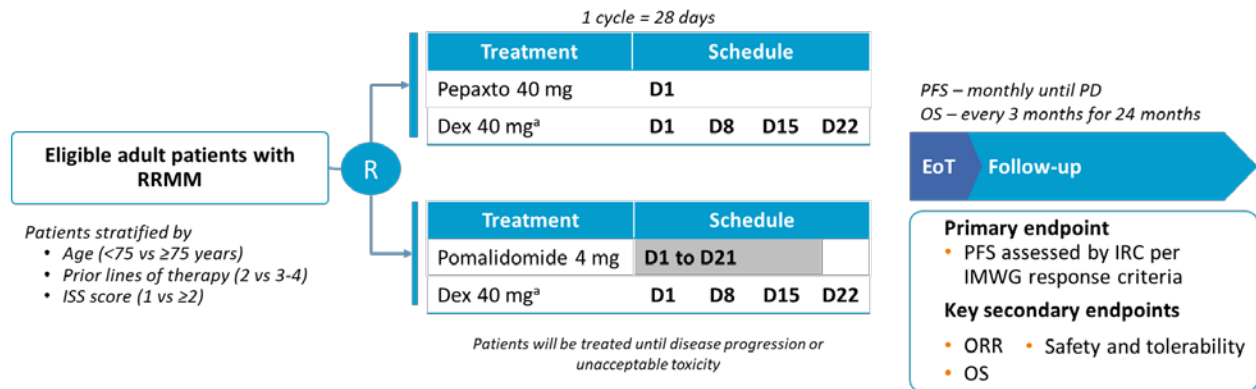 1 cycle = 28 days
Treatment Schedule
Pepaxto 40 mg D1
Dex 40 mgᵃ D1 D8 D15 D22
Eligible adult patients with
RRMM
R
Patients stratified by
• Age (<75 vs ≥75 years)
• Prior lines of therapy (2 vs 3-4)
• ISS score (1 vs ≥2)
Treatment Schedule
Pomalidomide 4 mg D1 to D21
Dex 40 mgᵃ D1 D8 D15 D22
Patients will be treated until disease progression or
unacceptable toxicity
PFS – monthly until PD
OS – every 3 months for 24 months
EoT Follow-up
Primary endpoint
• PFS assessed by IRC per
IMWG response criteria
Key secondary endpoints
• ORR • Safety and tolerability
• OS